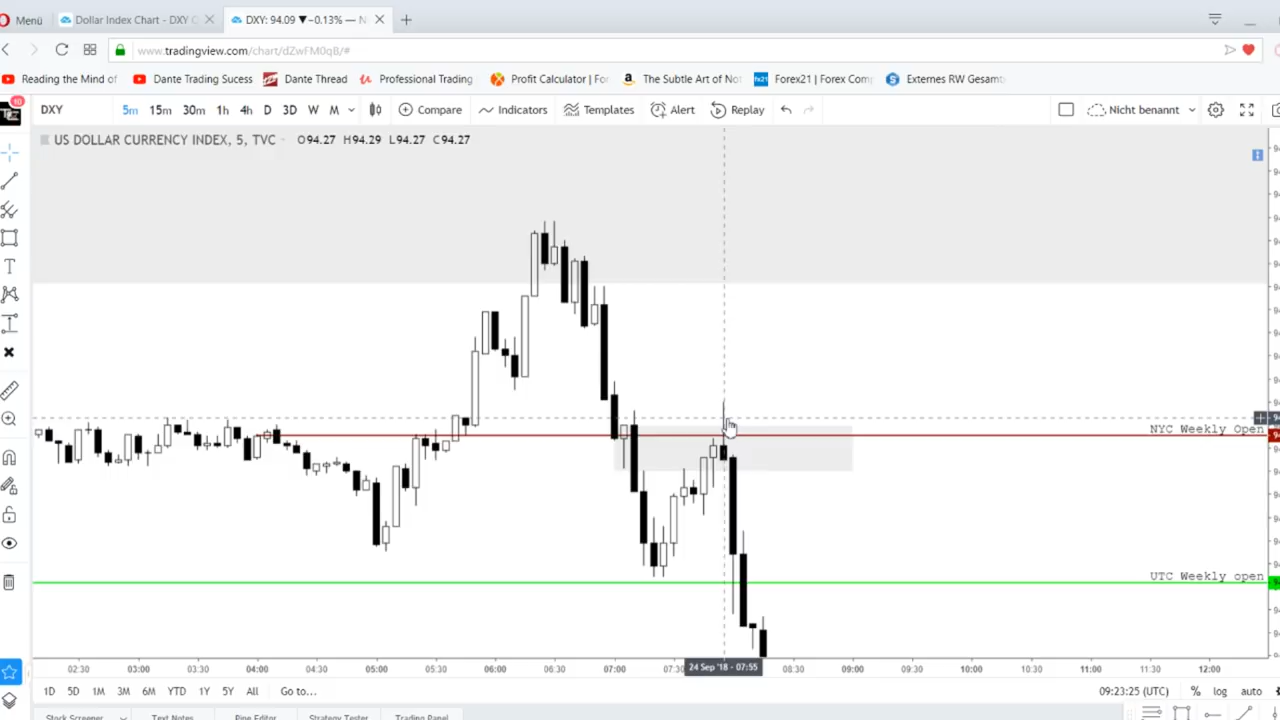 Menü
Dollar Index Chart - DXY
DXY: 94.09 ▼−0.13% — N
www.tradingview.com/chart/dZwFM0qB/#
Reading the Mind of
Dante Trading Sucess
Dante Thread
Professional Trading
Profit Calculator | For
The Subtle Art of No
Forex21 | Forex Com
Externes RW Gesamt
10
DXY
5m 15m 30m 1h 4h D 3D W M
Compare
Indicators
Templates
Alert
Replay
Nicht benannt
US DOLLAR CURRENCY INDEX, 5, TVC
O94.27 H94.29 L94.27 C94.27
NYC Weekly Open
UTC Weekly open
02:30 03:00 03:30 04:00 04:30 05:00 05:30 06:00 06:30 07:00 07:30 24 Sep '18 - 07:55 08:30 09:00 09:30 10:00 10:30 11:00 11:30 12:00
1D 5D 1M 3M 6M YTD 1Y 5Y All Go to...
09:23:25 (UTC) % log auto
Stock Screener Text Notes Pine Editor Strategy Tester Trading Panel